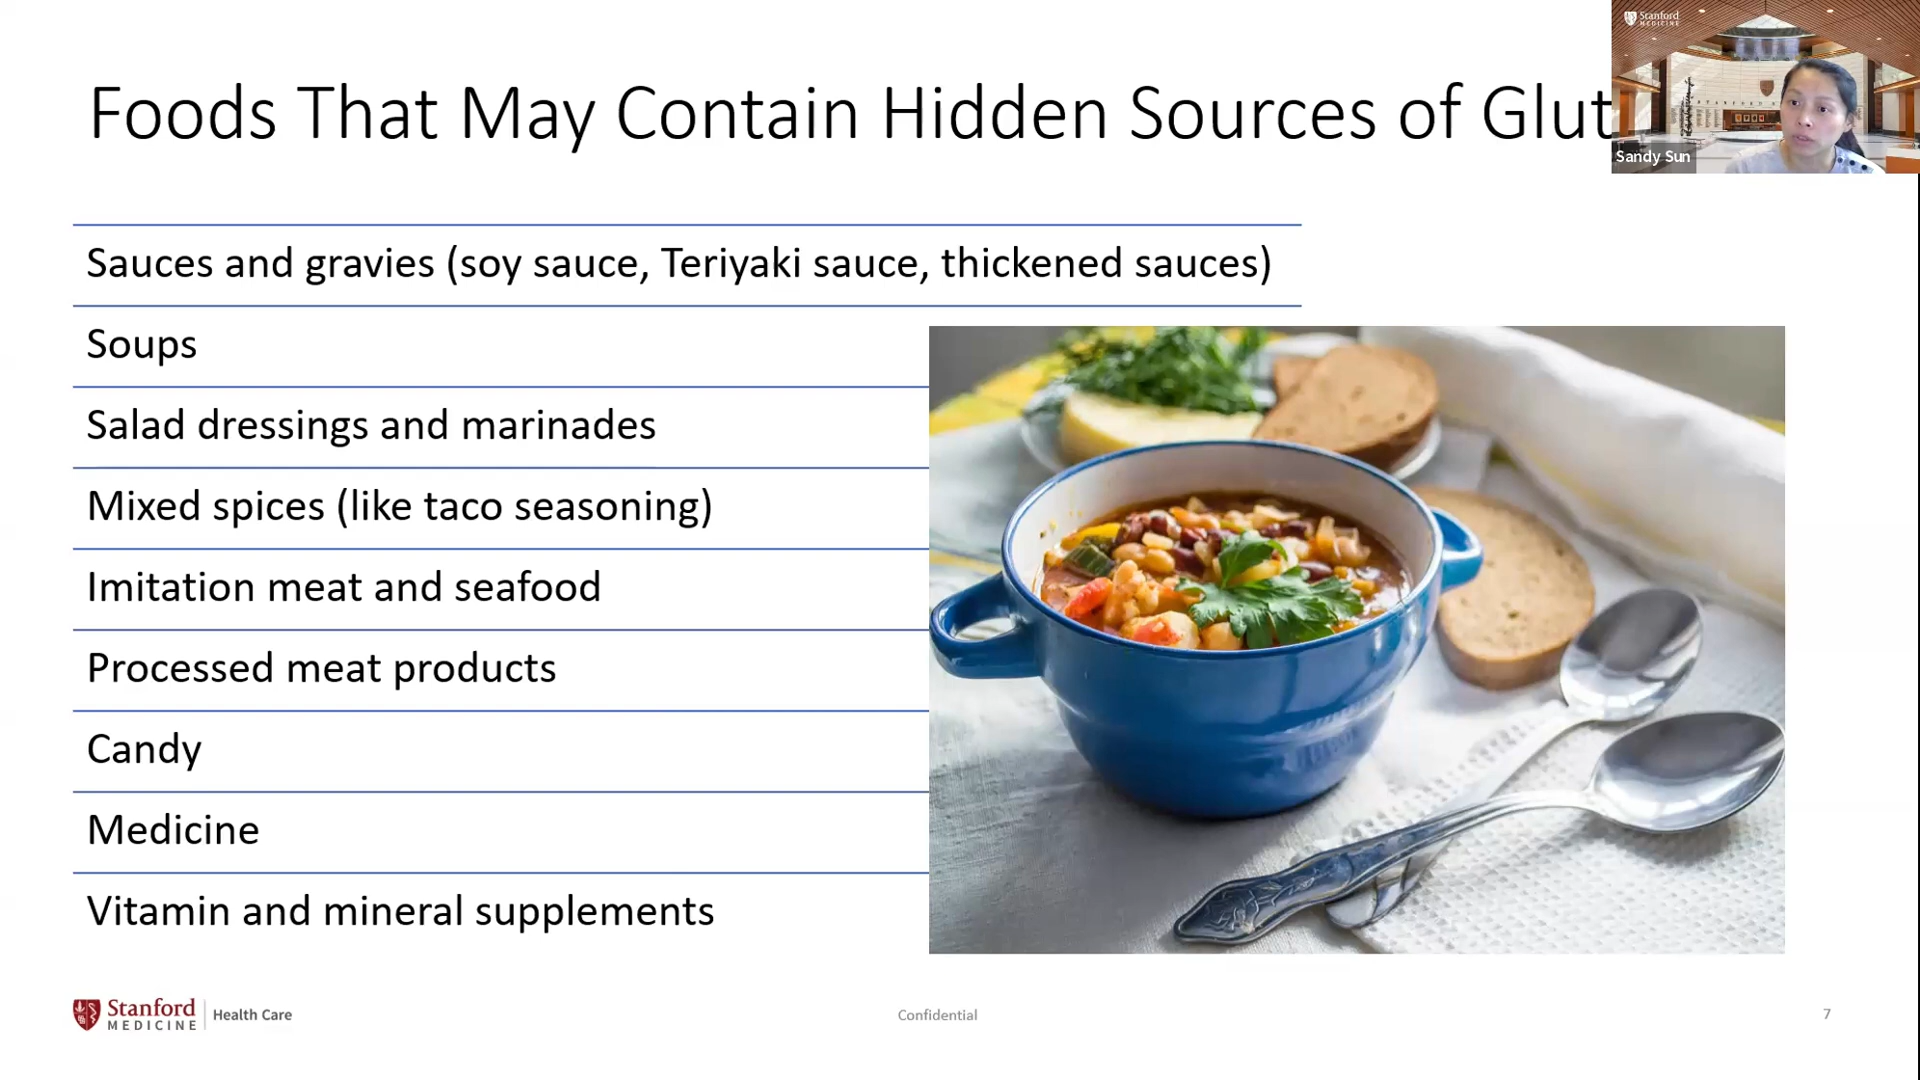 Foods That May Contain Hidden Sources of Glut
Stanford
MEDICINE
Sandy Sun
Sauces and gravies (soy sauce, Teriyaki sauce, thickened sauces)
Soups
Salad dressings and marinades
Mixed spices (like taco seasoning)
Imitation meat and seafood
Processed meat products
Candy
Medicine
Vitamin and mineral supplements
Stanford
MEDICINE
Health Care
Confidential
7